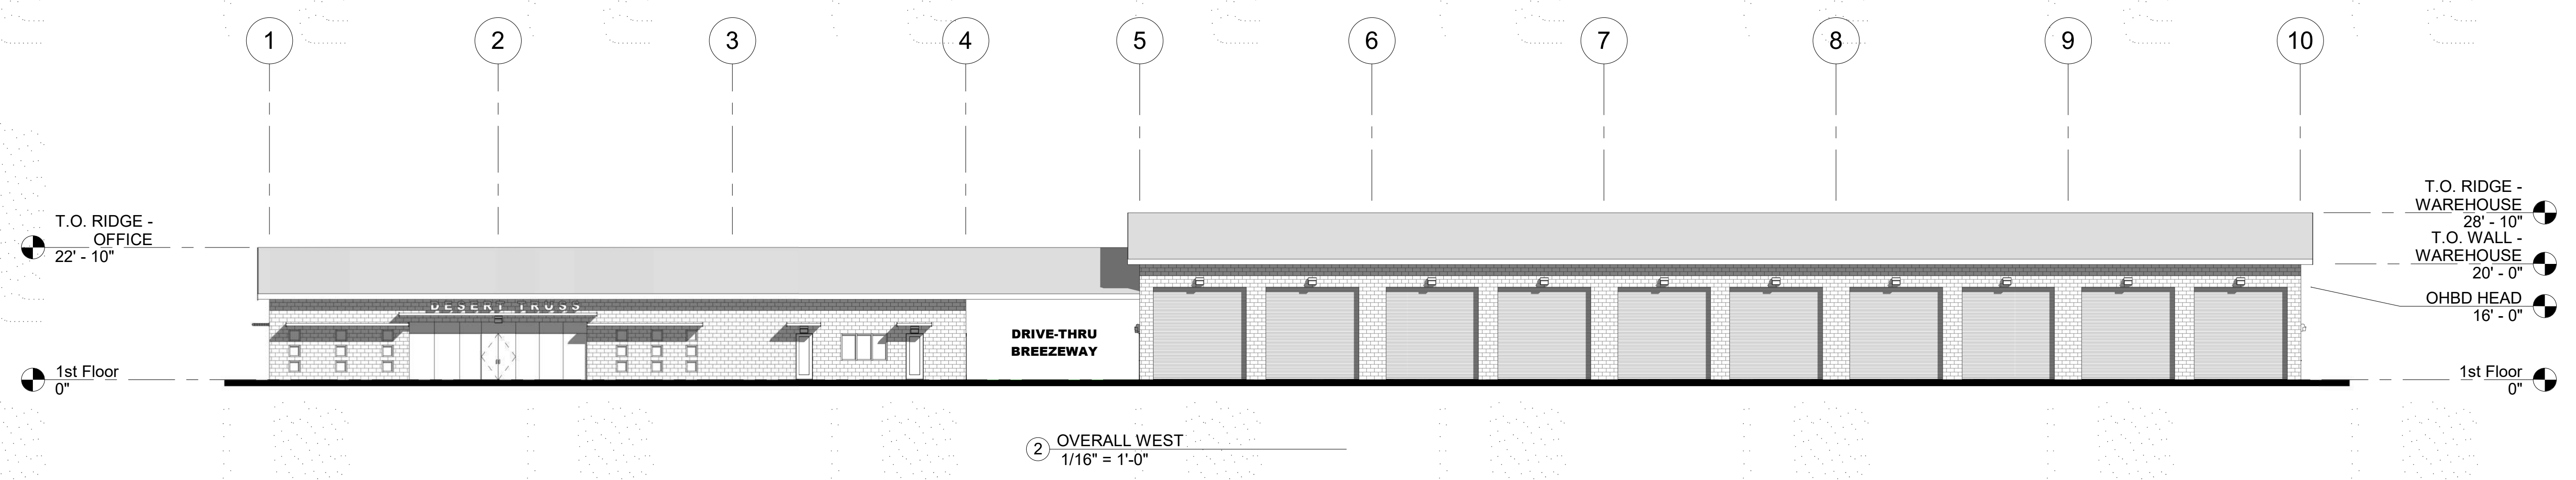 1 2 3 4 5 6 7 8 9 10
T.O. RIDGE -
OFFICE
22' - 10"
1st Floor
0"
DESERT TRUSS
DRIVE-THRU
BREEZEWAY
T.O. RIDGE -
WAREHOUSE
28' - 10"
T.O. WALL -
WAREHOUSE
20' - 0"
OHBD HEAD
16' - 0"
1st Floor
0"
2 OVERALL WEST
1/16" = 1'-0"